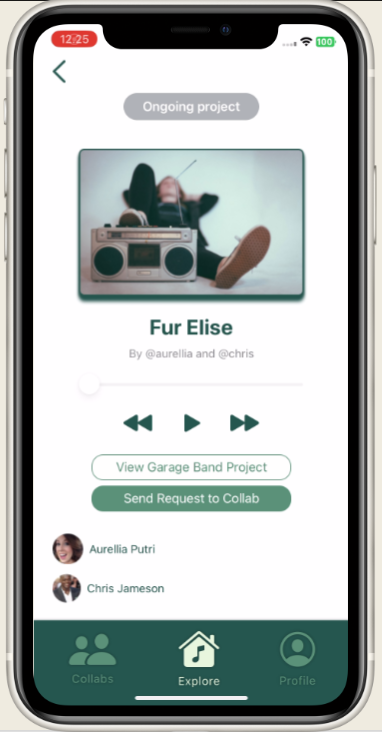 12:25
100
Ongoing project
Fur Elise
By @aurellia and @chris
View Garage Band Project
Send Request to Collab
Aurellia Putri
Chris Jameson
Collabs
Explore
Profile